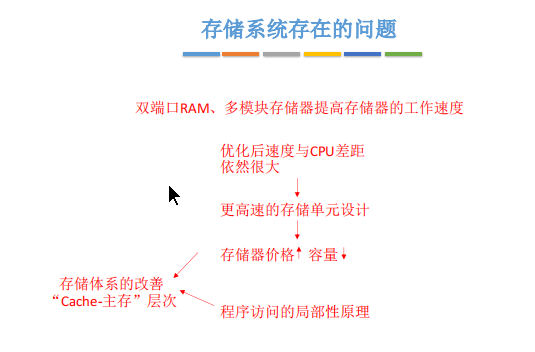 存储系统存在的问题
双端口RAM、多模块存储器提高存储器的工作速度
优化后速度与CPU差距
依然很大
更高速的存储单元设计
存储器价格↑ 容量↓
存储体系的改善
“Cache-主存”层次
程序访问的局部性原理